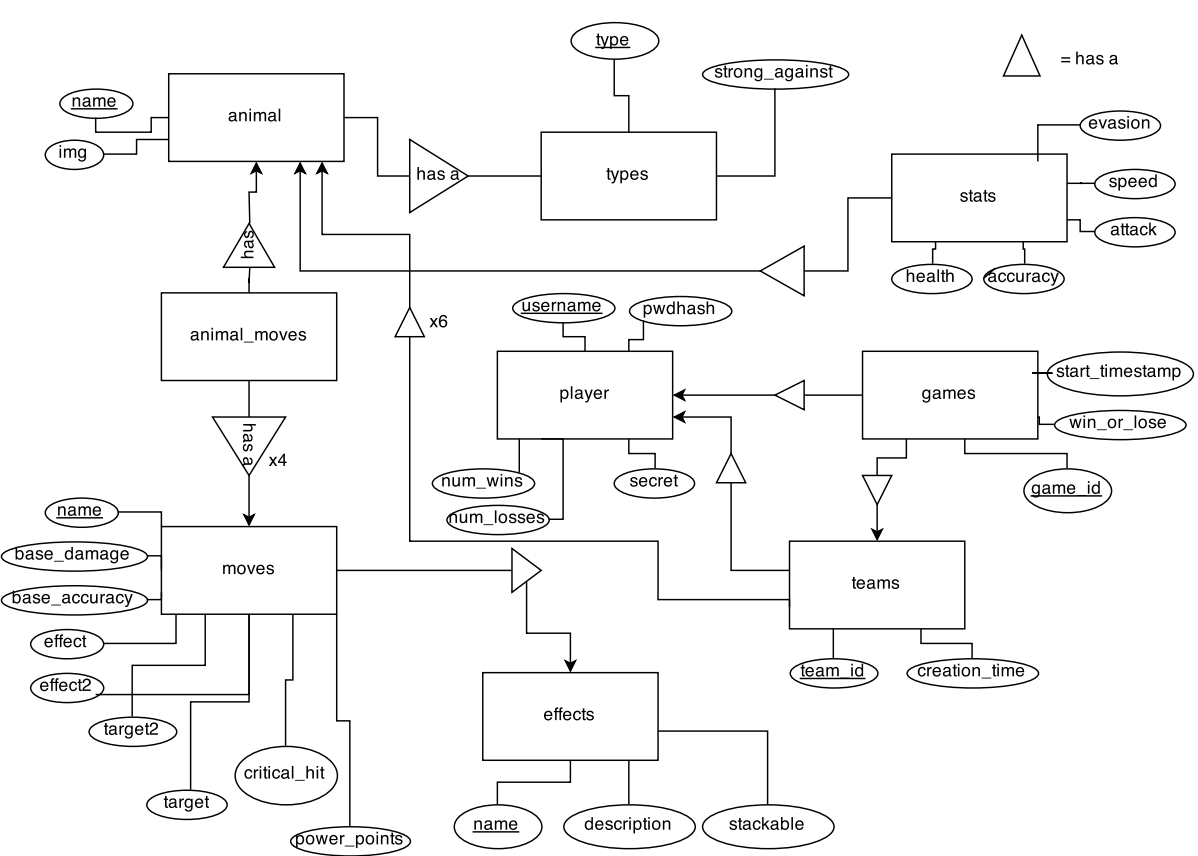 type
= has a
strong_against
name
animal
evasion
img
has a
types
stats
speed
attack
has
health
accuracy
username
pwdhash
x6
animal_moves
player
games
start_timestamp
win_or_lose
has a
x4
num_wins
secret
game_id
name
num_losses
base_damage
moves
teams
base_accuracy
effect
team_id
creation_time
effect2
effects
target2
critical_hit
target
name
description
stackable
power_points